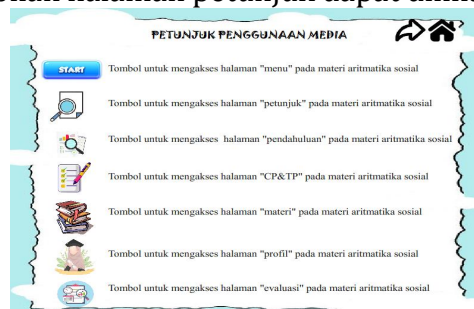 PETUNJUK PENGGUNAAN MEDIA
START
Tombol untuk mengakses halaman "menu" pada materi aritmatika sosial
Tombol untuk mengakses halaman "petunjuk" pada materi aritmatika sosial
Tombol untuk mengakses halaman "pendahuluan" pada materi aritmatika sosial
Tombol untuk mengakses halaman "CP&TP" pada materi aritmatika sosial
Tombol untuk mengakses halaman "materi" pada materi aritmatika sosial
Tombol untuk mengakses halaman "profil" pada materi aritmatika sosial
Tombol untuk mengakses halaman "evaluasi" pada materi aritmatika sosial